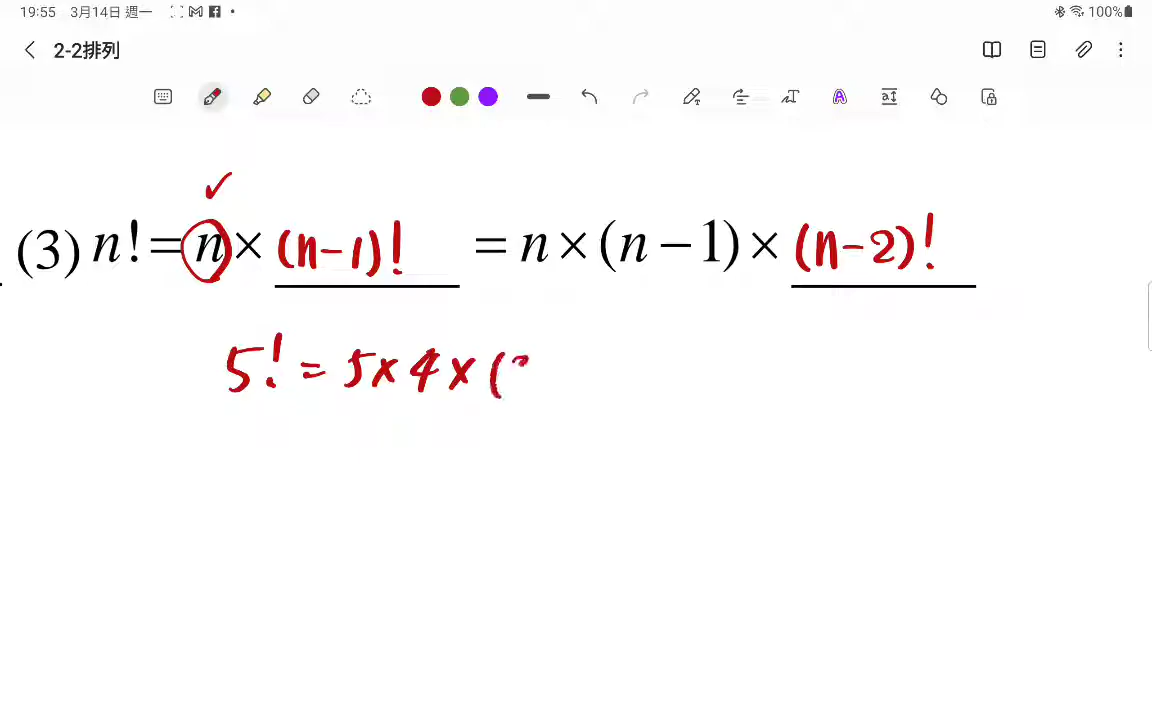 19:55 3月14日 週一 100%
2-2排列
(3) n! = n × (n-1)! = n × (n-1) × (n-2)!
5! = 5 × 4 × (